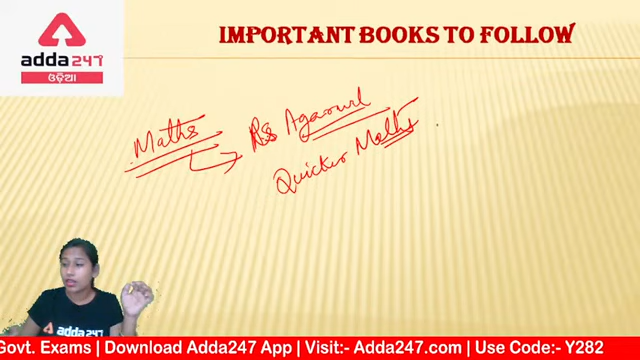 adda247
ଓଡ଼ିଆ
IMPORTANT BOOKS TO FOLLOW
Maths
RS Agarwal
Quicker Maths
adda247
Govt. Exams | Download Adda247 App | Visit:- Adda247.com | Use Code:- Y282